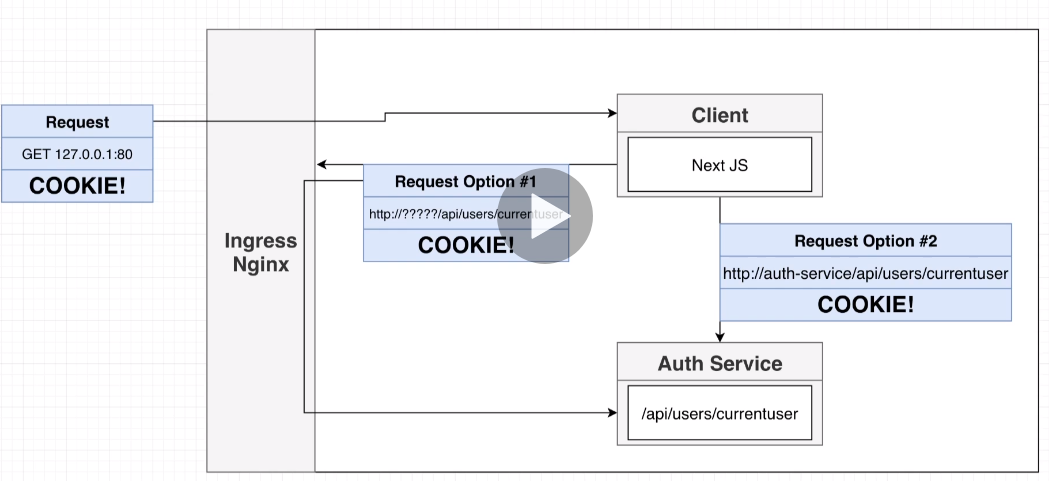 Request
GET 127.0.0.1:80
COOKIE!
Ingress
Nginx
Client
Next JS
Request Option #1
http://?????/api/users/currentuser
COOKIE!
Request Option #2
http://auth-service/api/users/currentuser
COOKIE!
Auth Service
/api/users/currentuser